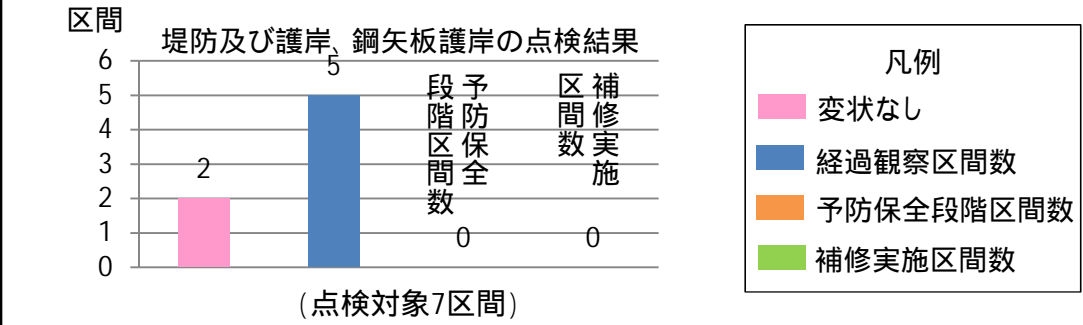 区間
堤防及び護岸、鋼矢板護岸の点検結果
6
5
4
3
2
1
0
2
5
予防保全
段階区間数
0
補修実施
区間数
0
(点検対象7区間)
凡例
変状なし
経過観察区間数
予防保全段階区間数
補修実施区間数